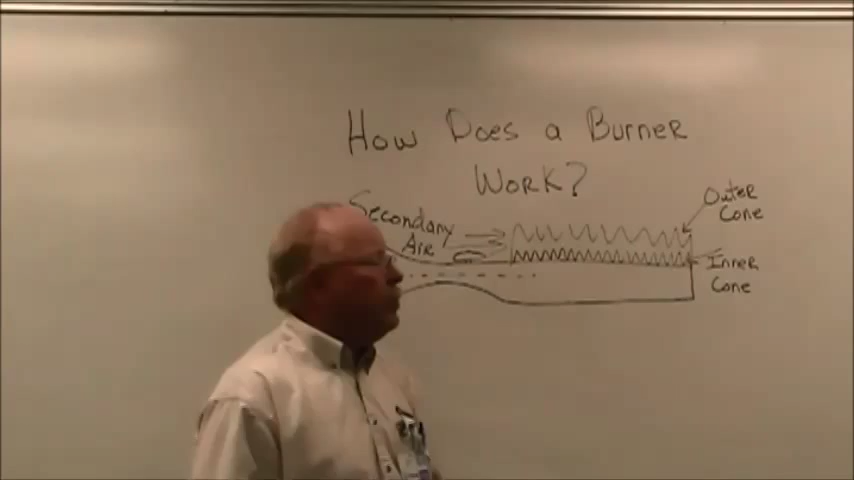 How Does a Burner
Work?
Secondary
Air
Outer
Cone
Inner
Cone